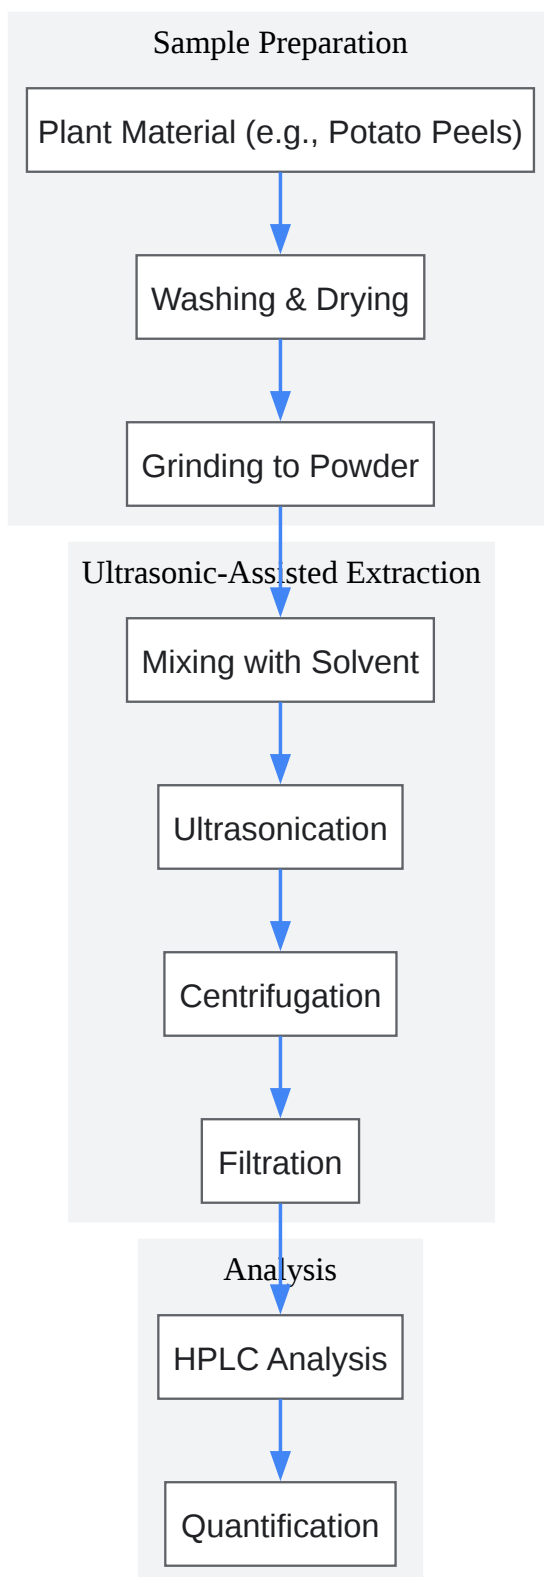 Sample Preparation
Plant Material (e.g., Potato Peels)
Washing & Drying
Grinding to Powder
Ultrasonic-Assisted Extraction
Mixing with Solvent
Ultrasonication
Centrifugation
Filtration
Analysis
HPLC Analysis
Quantification